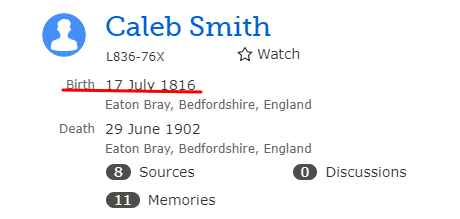 Caleb Smith
L836-76X
Watch
Birth 17 July 1816
Eaton Bray, Bedfordshire, England
Death 29 June 1902
Eaton Bray, Bedfordshire, England
8 Sources
0 Discussions
11 Memories